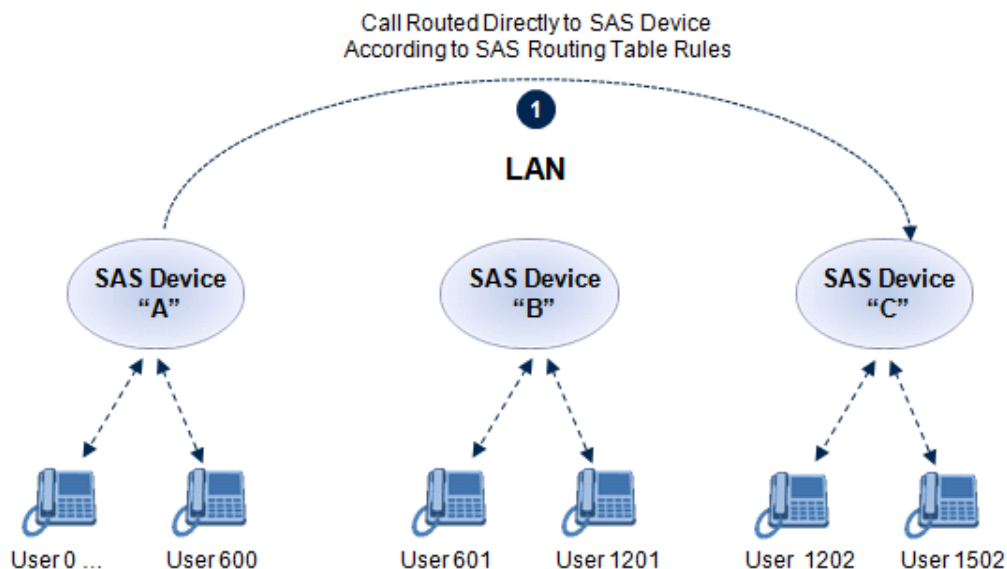 Call Routed Directly to SAS Device
According to SAS Routing Table Rules
1
LAN
SAS Device
“A”
SAS Device
“B”
SAS Device
“C”
User 0 ...
User 600
User 601
User 1201
User 1202
User 1502